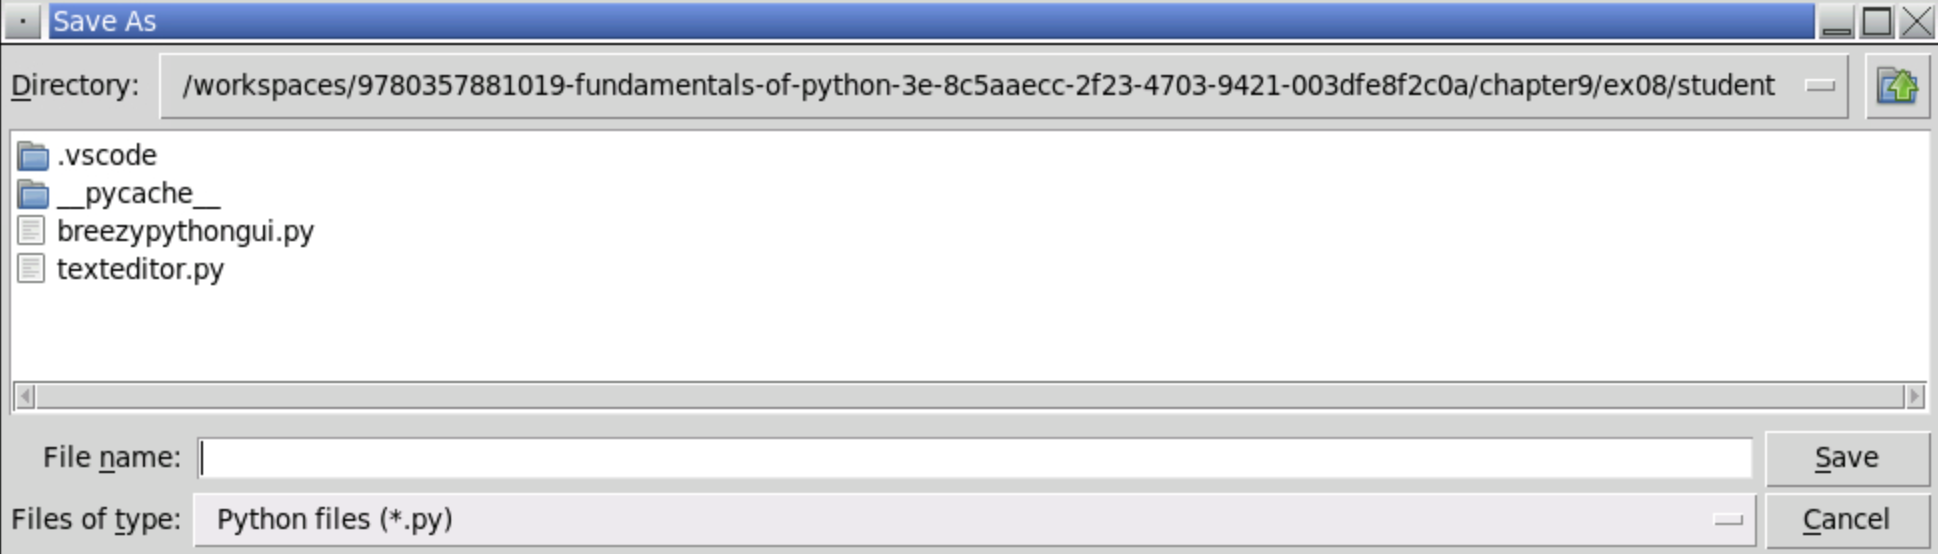 Save As
Directory: /workspaces/9780357881019-fundamentals-of-python-3e-8c5aaecc-2f23-4703-9421-003dfe8f2c0a/chapter9/ex08/student
.vscode
__pycache__
breezypythongui.py
texteditor.py
File name: Save
Files of type: Python files (*.py) Cancel